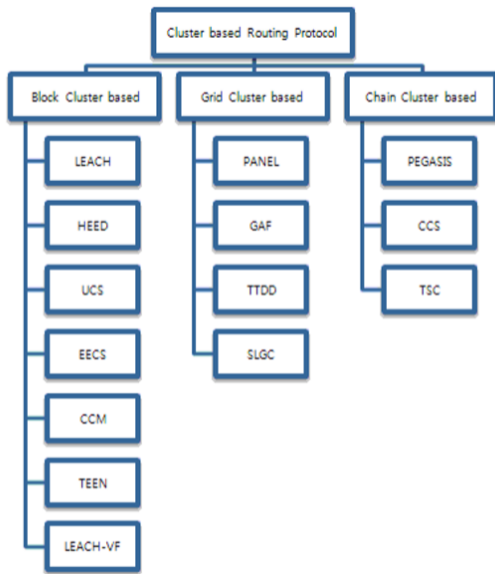 Cluster based Routing Protocol
Block Cluster based
LEACH
HEED
UCS
EECS
CCM
TEEN
LEACH-VF
Grid Cluster based
PANEL
GAF
TTDD
SLGC
Chain Cluster based
PEGASIS
CCS
TSC